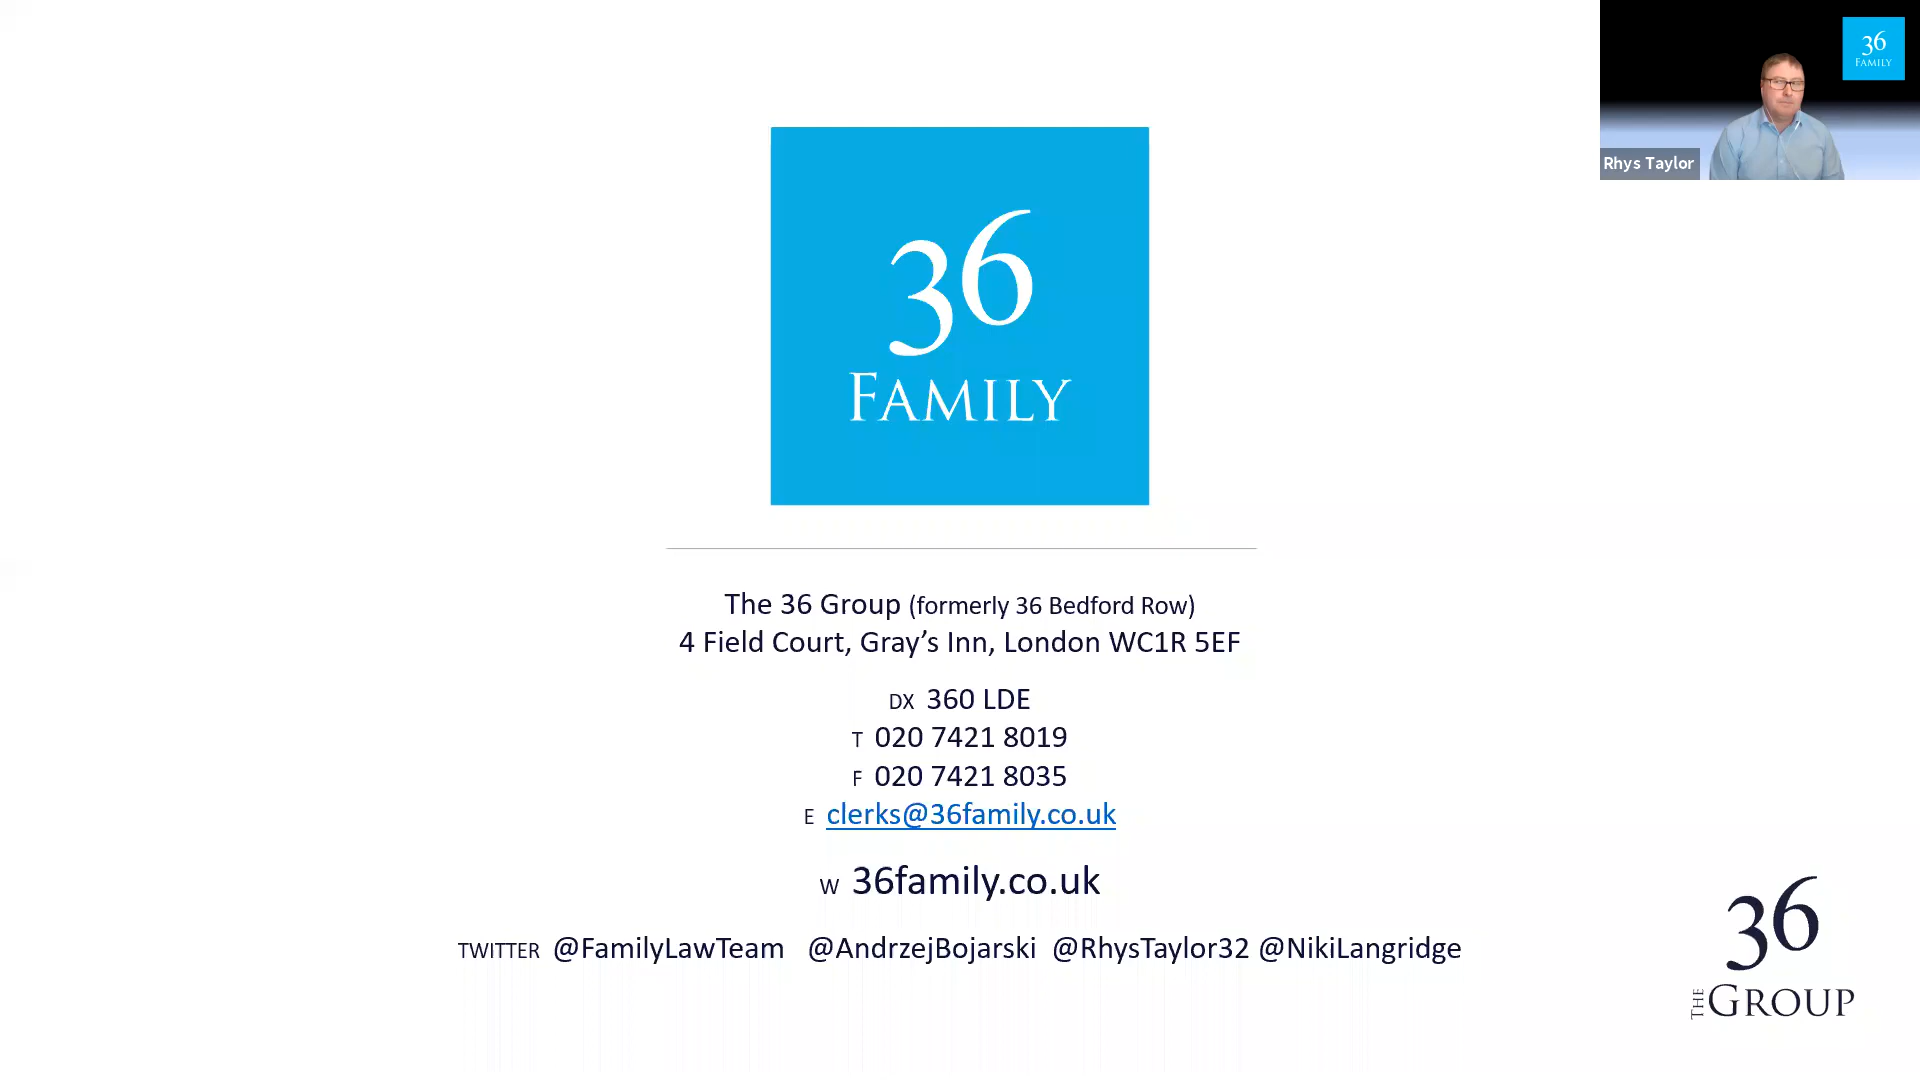 36
FAMILY
Rhys Taylor
36
FAMILY
The 36 Group (formerly 36 Bedford Row)
4 Field Court, Gray’s Inn, London WC1R 5EF
DX 360 LDE
T 020 7421 8019
F 020 7421 8035
E clerks@36family.co.uk
W 36family.co.uk
TWITTER @FamilyLawTeam @AndrzejBojarski @RhysTaylor32 @NikiLangridge
36
THE GROUP